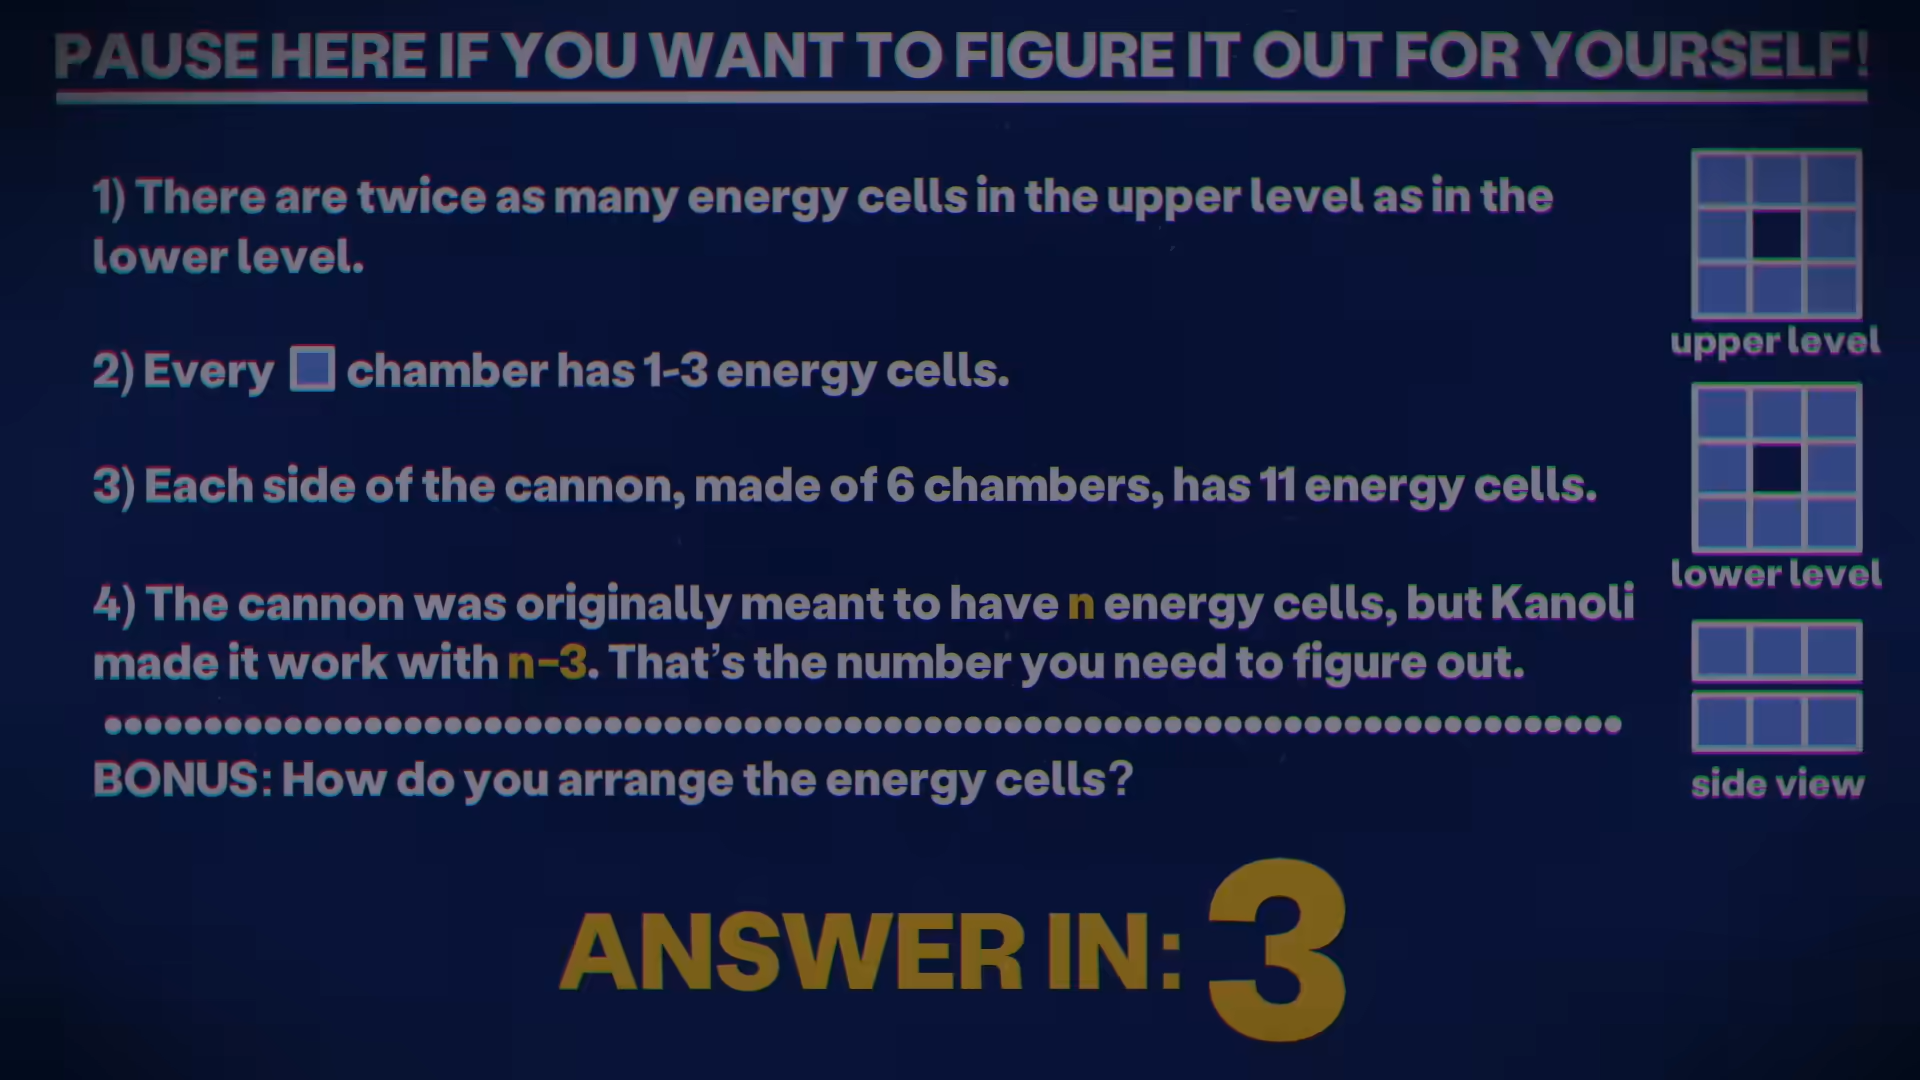 PAUSE HERE IF YOU WANT TO FIGURE IT OUT FOR YOURSELF!
1) There are twice as many energy cells in the upper level as in the
lower level.
upper level
2) Every chamber has 1-3 energy cells.
3) Each side of the cannon, made of 6 chambers, has 11 energy cells.
lower level
4) The cannon was originally meant to have n energy cells, but Kanoli
made it work with n-3. That's the number you need to figure out.
BONUS: How do you arrange the energy cells?
side view
ANSWER IN: 3